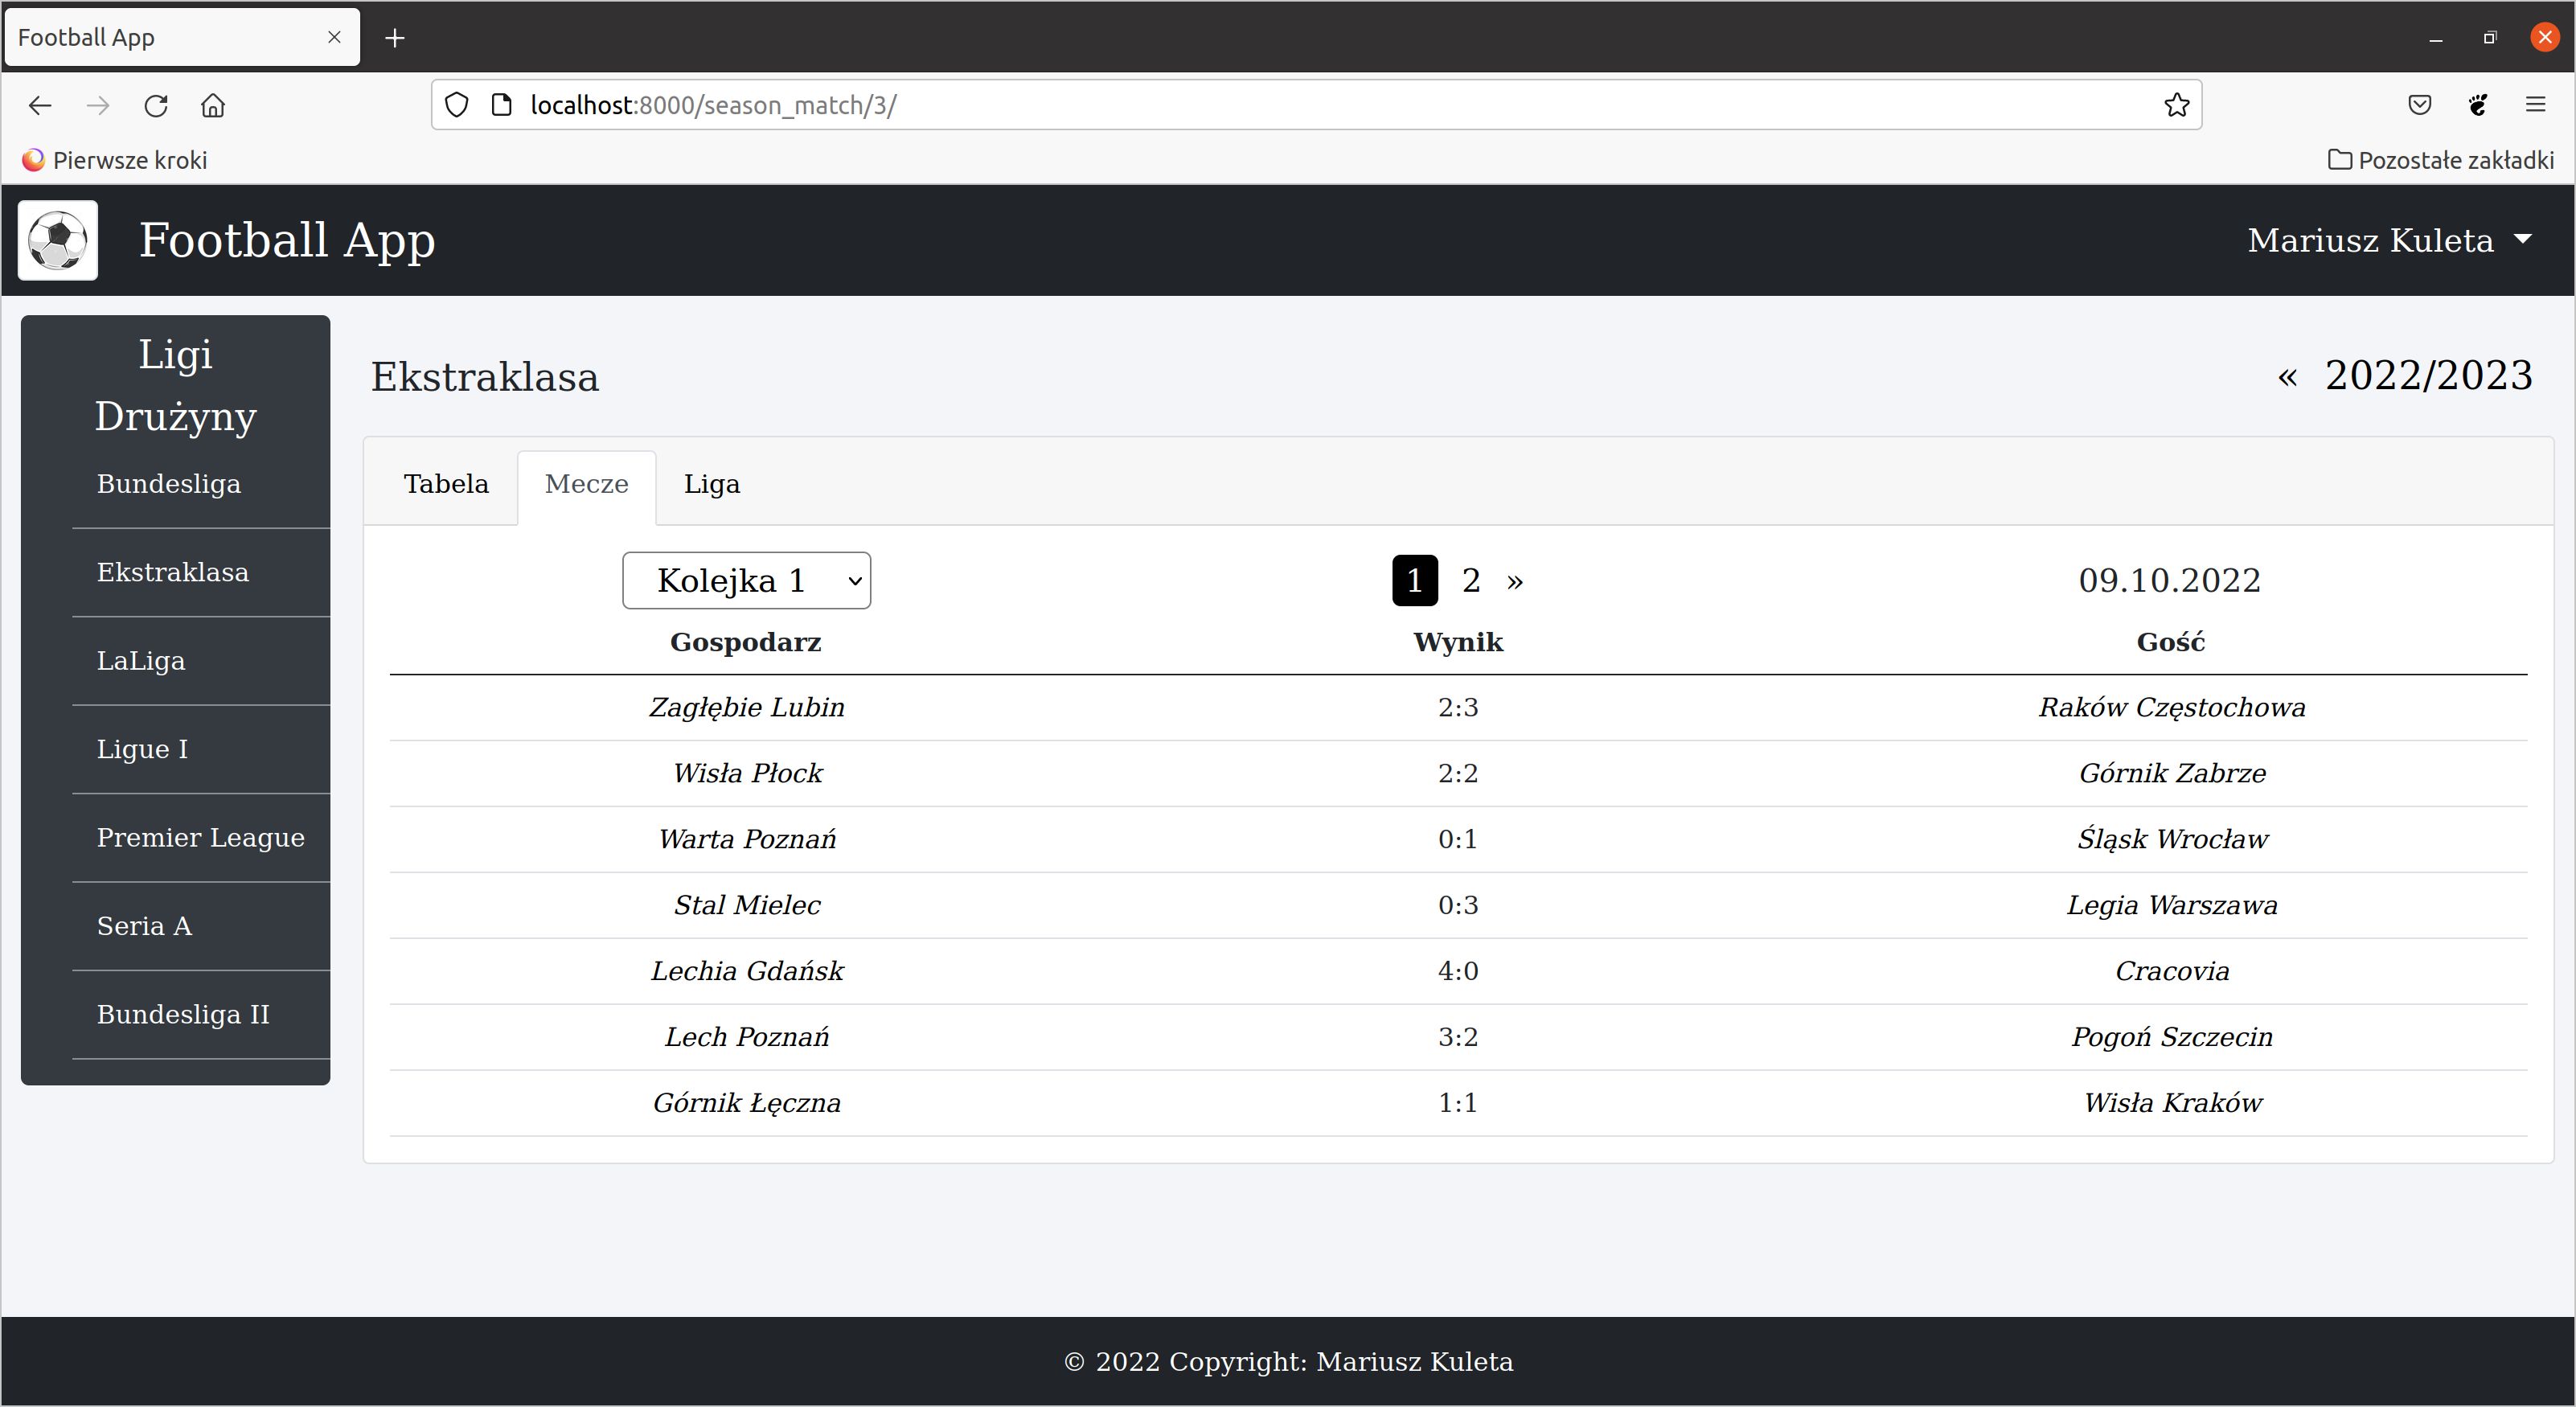 Football App
localhost:8000/season_match/3/
Pierwsze kroki
Pozostałe zakładki
Football App
Mariusz Kuleta
Ligi
Drużyny
Bundesliga
Ekstraklasa
LaLiga
Ligue I
Premier League
Seria A
Bundesliga II
Ekstraklasa
« 2022/2023
Tabela Mecze Liga
Kolejka 1
1 2 »
09.10.2022
Gospodarz Wynik Gość
Zagłębie Lubin 2:3 Raków Częstochowa
Wisła Płock 2:2 Górnik Zabrze
Warta Poznań 0:1 Śląsk Wrocław
Stal Mielec 0:3 Legia Warszawa
Lechia Gdańsk 4:0 Cracovia
Lech Poznań 3:2 Pogoń Szczecin
Górnik Łęczna 1:1 Wisła Kraków
© 2022 Copyright: Mariusz Kuleta